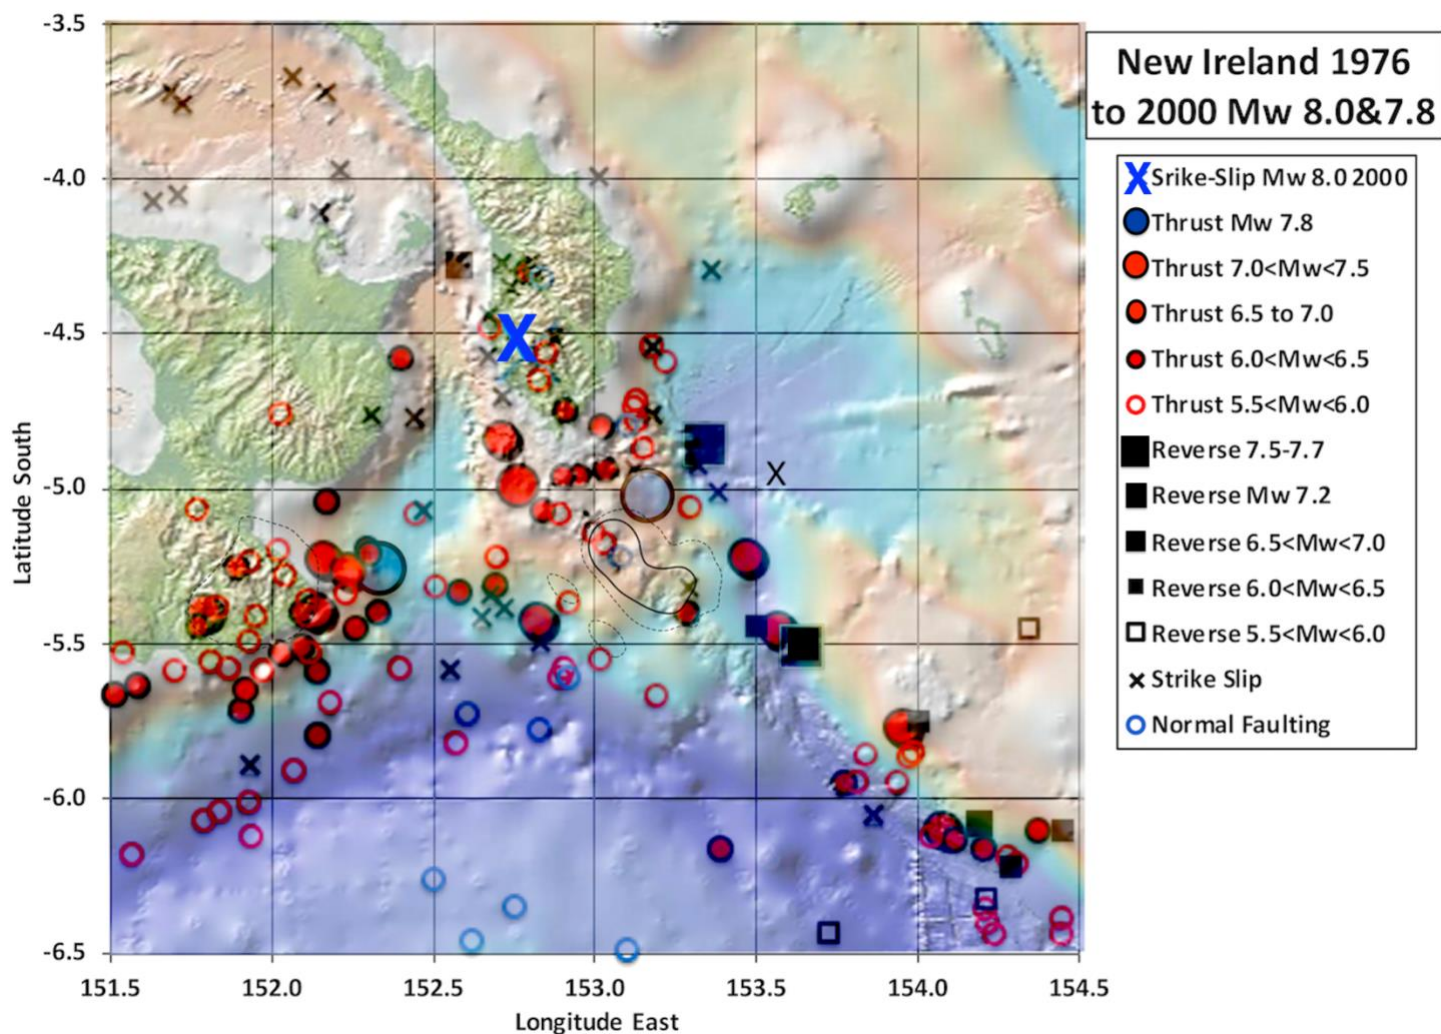 New Ireland 1976
to 2000 Mw 8.0&7.8
Srike-Slip Mw 8.0 2000
Thrust Mw 7.8
Thrust 7.0<Mw<7.5
Thrust 6.5 to 7.0
Thrust 6.0<Mw<6.5
Thrust 5.5<Mw<6.0
Reverse 7.5-7.7
Reverse Mw 7.2
Reverse 6.5<Mw<7.0
Reverse 6.0<Mw<6.5
Reverse 5.5<Mw<6.0
Strike Slip
Normal Faulting
Latitude South
-3.5
-4.0
-4.5
-5.0
-5.5
-6.0
-6.5
151.5 152.0 152.5 153.0 153.5 154.0 154.5
Longitude East